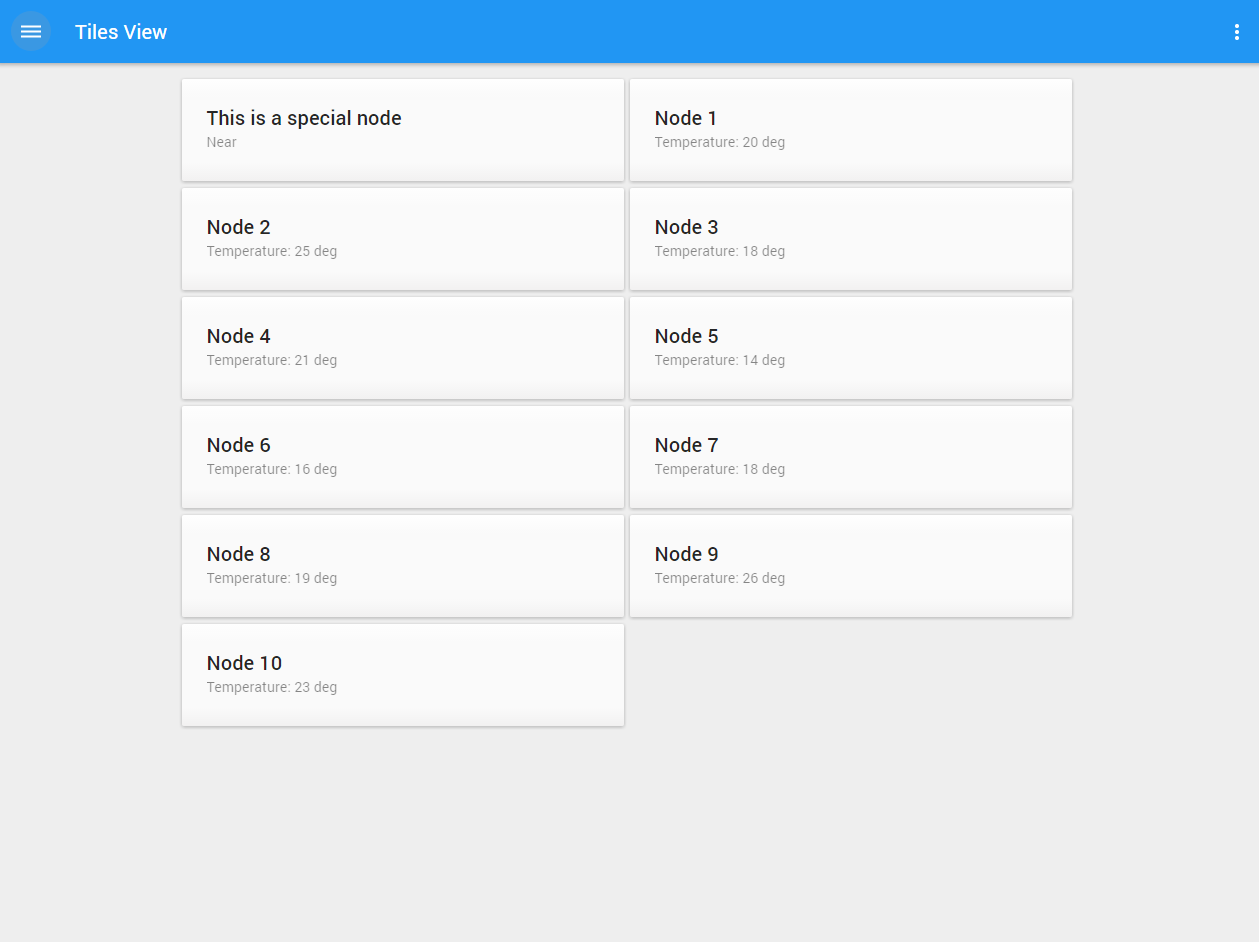 Tiles View
This is a special node
Near
Node 1
Temperature: 20 deg
Node 2
Temperature: 25 deg
Node 3
Temperature: 18 deg
Node 4
Temperature: 21 deg
Node 5
Temperature: 14 deg
Node 6
Temperature: 16 deg
Node 7
Temperature: 18 deg
Node 8
Temperature: 19 deg
Node 9
Temperature: 26 deg
Node 10
Temperature: 23 deg